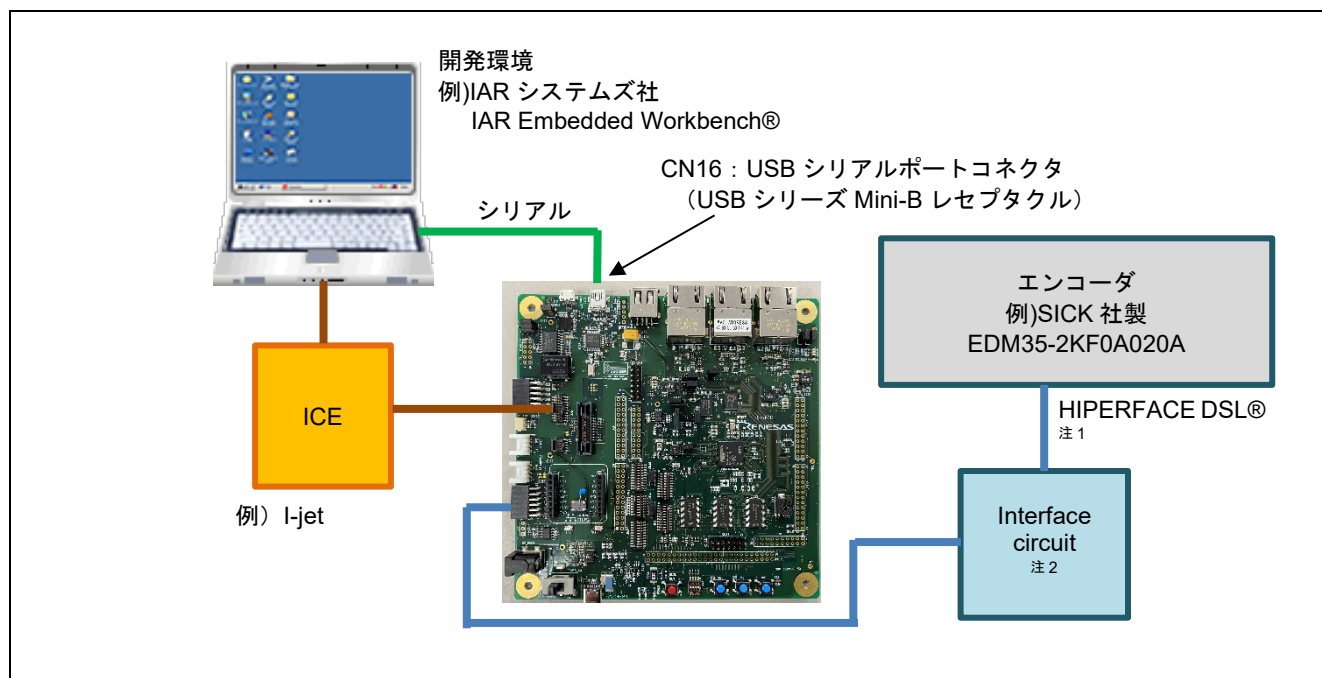 開発環境
例)IAR システムズ社
IAR Embedded Workbench®
CN16：USB シリアルポートコネクタ
（USB シリーズ Mini-B レセプタクル）
シリアル
エンコーダ
例)SICK 社製
EDM35-2KF0A020A
HIPERFACE DSL®
注 1
ICE
RENESAS
例）I-jet
Interface
circuit
注 2